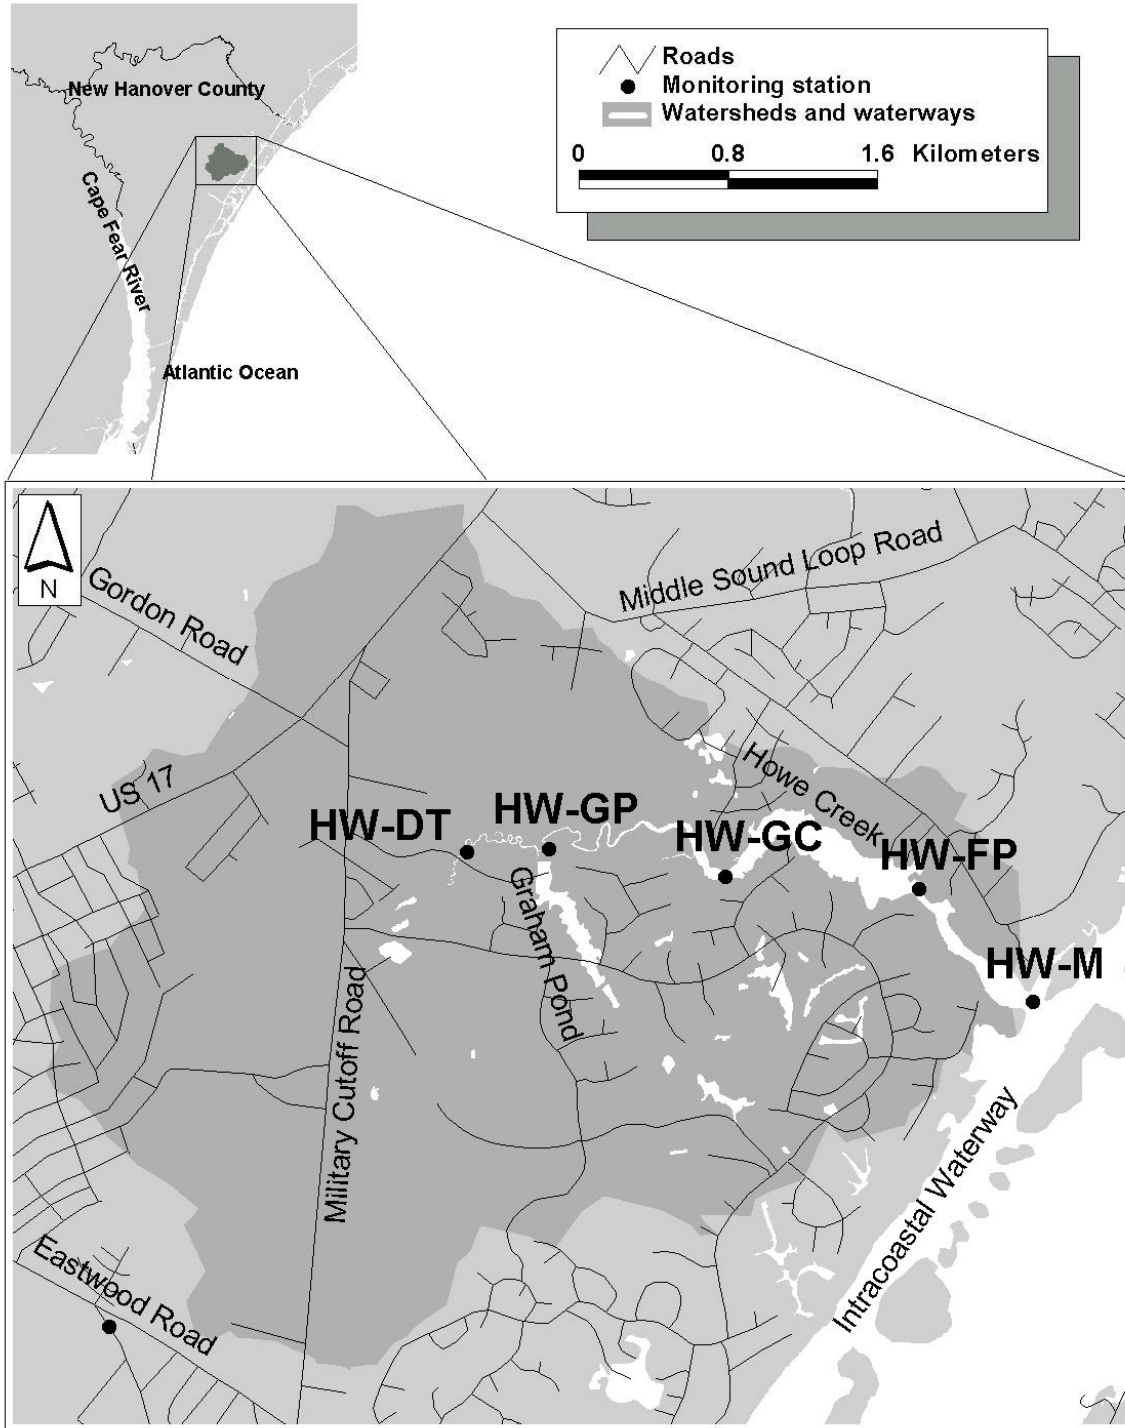 New Hanover County
Cape Fear River
Atlantic Ocean
Roads
Monitoring station
Watersheds and waterways
0 0.8 1.6 Kilometers
N
Gordon Road
Middle Sound Loop Road
US 17
Howe Creek
HW-DT
HW-GP
HW-GC
HW-FP
HW-M
Graham Pond
Military Cutoff Road
Intracoastal Waterway
Eastwood Road